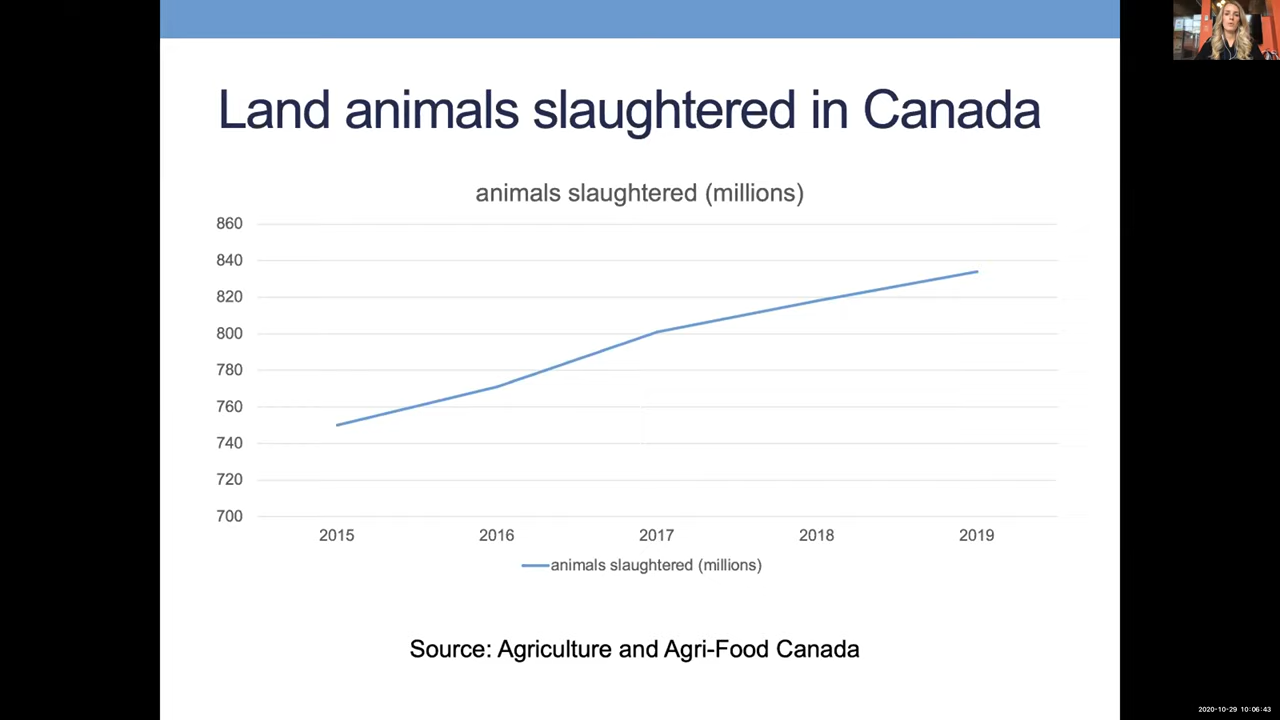 Land animals slaughtered in Canada
animals slaughtered (millions)
860
840
820
800
780
760
740
720
700
2015 2016 2017 2018 2019
animals slaughtered (millions)
Source: Agriculture and Agri-Food Canada
2020-10-29 10:06:43